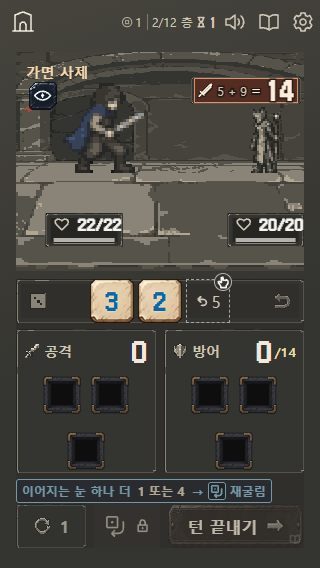 1 2/12 층 1
가면 사제
5 + 9 = 14
22/22
20/20
3 2 5
공격 0
방어 0/14
이어지는 눈 하나 더 1 또는 4 → 재굴림
1
턴 끝내기